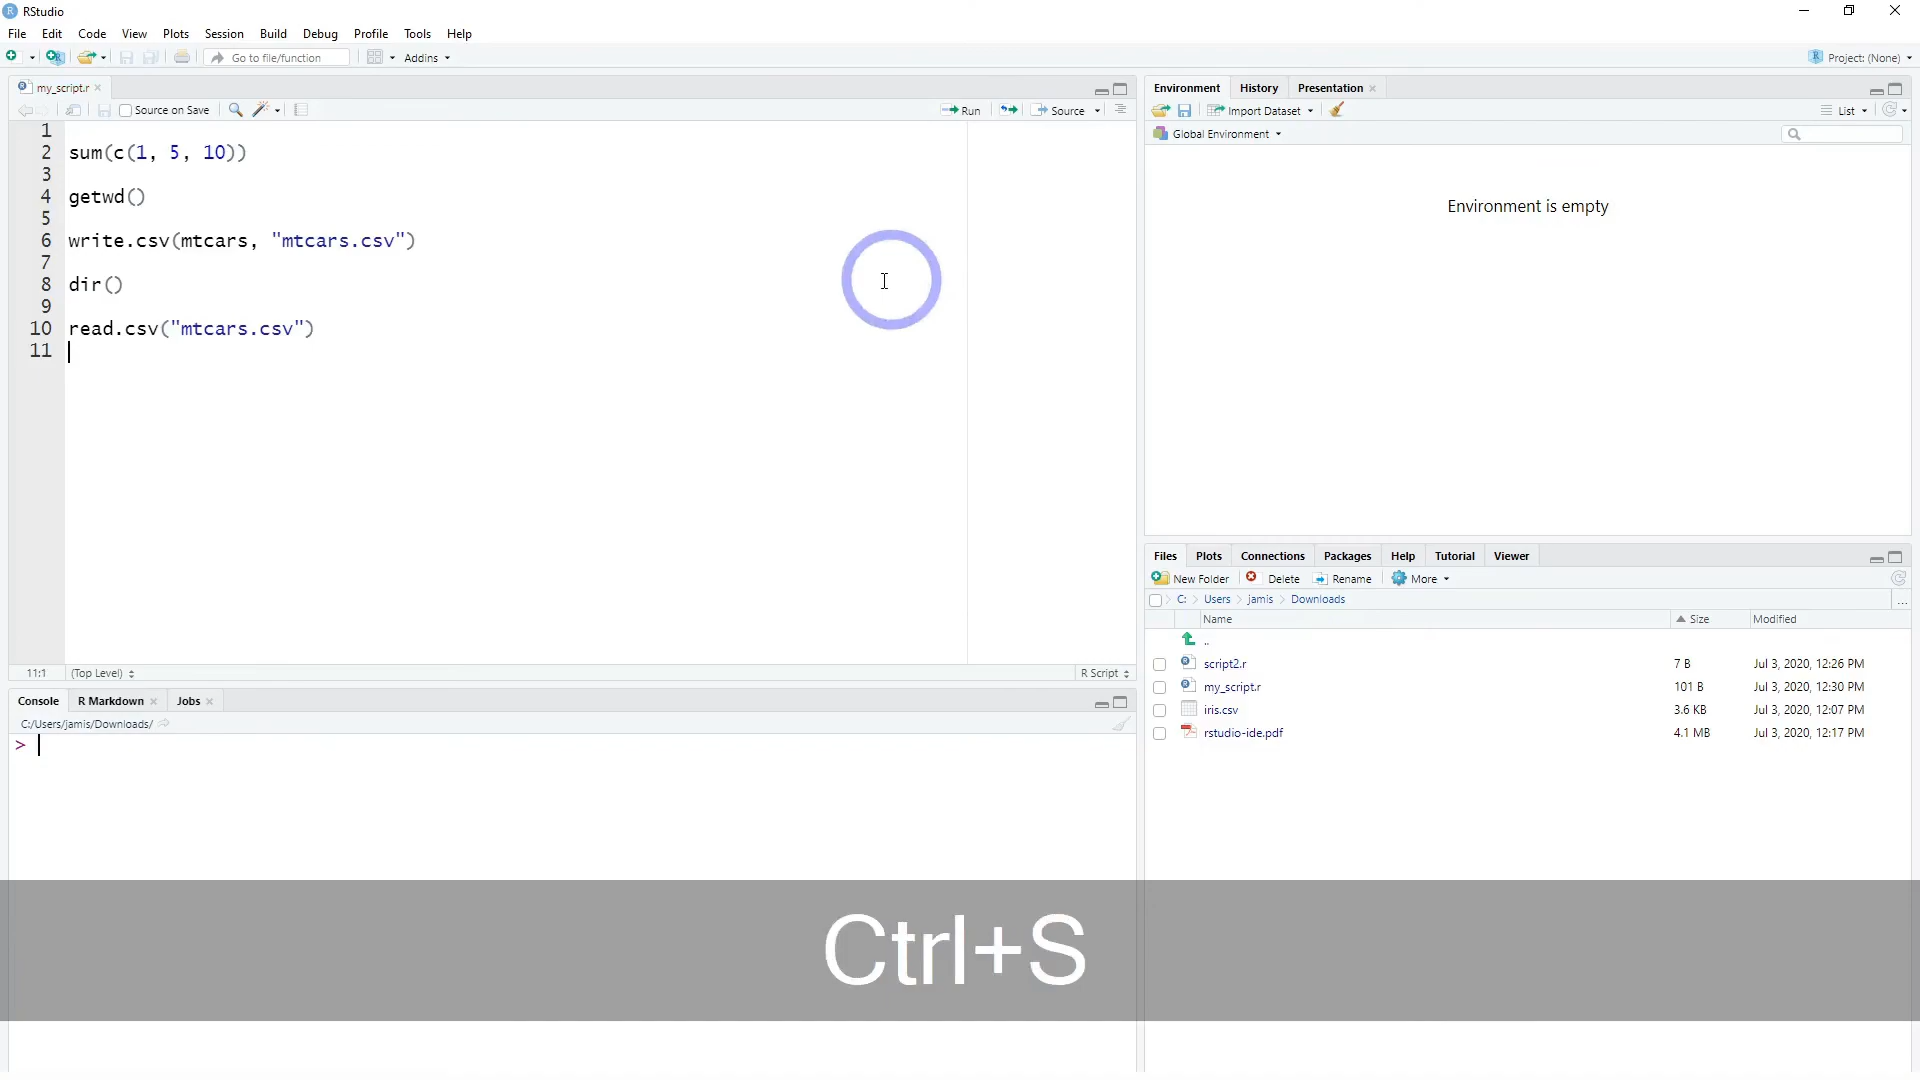 RStudio
File Edit Code View Plots Session Build Debug Profile Tools Help
Go to file/function Addins Project: (None)
my_script.r
Source on Save Run Source
1
2 sum(c(1, 5, 10))
3
4 getwd()
5
6 write.csv(mtcars, "mtcars.csv")
7
8 dir()
9
10 read.csv("mtcars.csv")
11
11:1 (Top Level) R Script
Console R Markdown Jobs
C:/Users/jamis/Downloads/
>
Environment History Presentation
Import Dataset List
Global Environment
Environment is empty
Files Plots Connections Packages Help Tutorial Viewer
New Folder Delete Rename More
C: Users jamis Downloads ...
Name Size Modified
..
script2.r 7 B Jul 3, 2020, 12:26 PM
my_script.r 101 B Jul 3, 2020, 12:30 PM
iris.csv 3.6 KB Jul 3, 2020, 12:07 PM
rstudio-ide.pdf 4.1 MB Jul 3, 2020, 12:17 PM
Ctrl+S